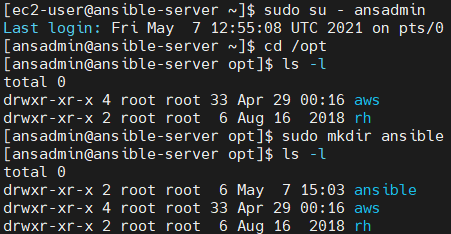 [ec2-user@ansible-server ~]$ sudo su - ansadmin
Last login: Fri May  7 12:55:08 UTC 2021 on pts/0
[ansadmin@ansible-server ~]$ cd /opt
[ansadmin@ansible-server opt]$ ls -l
total 0
drwxr-xr-x 4 root root 33 Apr 29 00:16 aws
drwxr-xr-x 2 root root  6 Aug 16  2018 rh
[ansadmin@ansible-server opt]$ sudo mkdir ansible
[ansadmin@ansible-server opt]$ ls -l
total 0
drwxr-xr-x 2 root root  6 May  7 15:03 ansible
drwxr-xr-x 4 root root 33 Apr 29 00:16 aws
drwxr-xr-x 2 root root  6 Aug 16  2018 rh